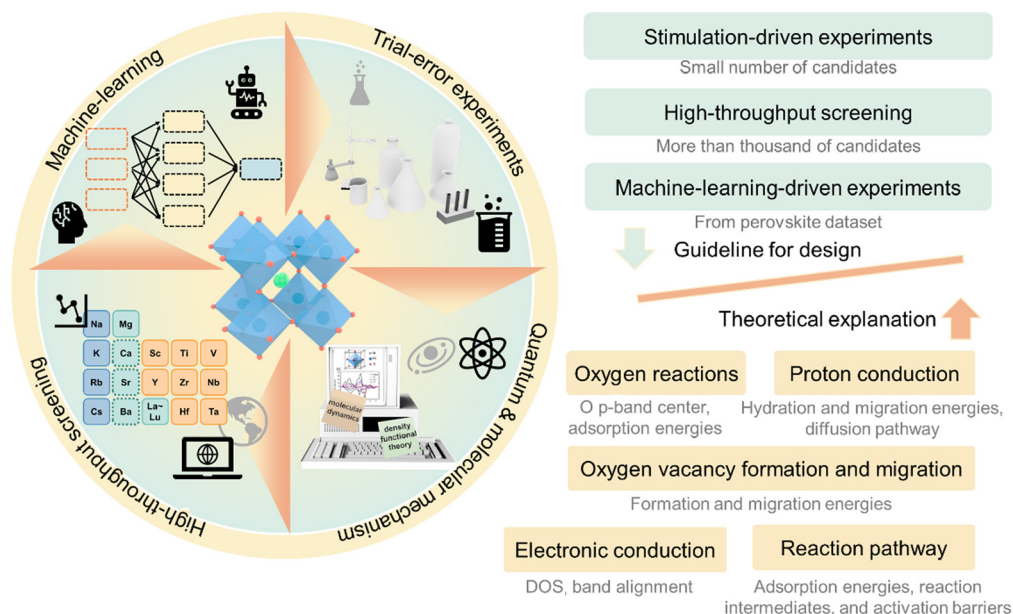 Machine-learning
Trial-error experiments
Quantum & molecular mechanism
High-throughput screening
Na Mg
K Ca Sc Ti V
Rb Sr Y Zr Nb
Cs Ba La~
Lu Hf Ta
molecular
dynamics
density
functional
theory
Stimulation-driven experiments
Small number of candidates
High-throughput screening
More than thousand of candidates
Machine-learning-driven experiments
From perovskite dataset
Guideline for design
Theoretical explanation
Oxygen reactions
O p-band center,
adsorption energies
Proton conduction
Hydration and migration energies,
diffusion pathway
Oxygen vacancy formation and migration
Formation and migration energies
Electronic conduction
DOS, band alignment
Reaction pathway
Adsorption energies, reaction
intermediates, and activation barriers